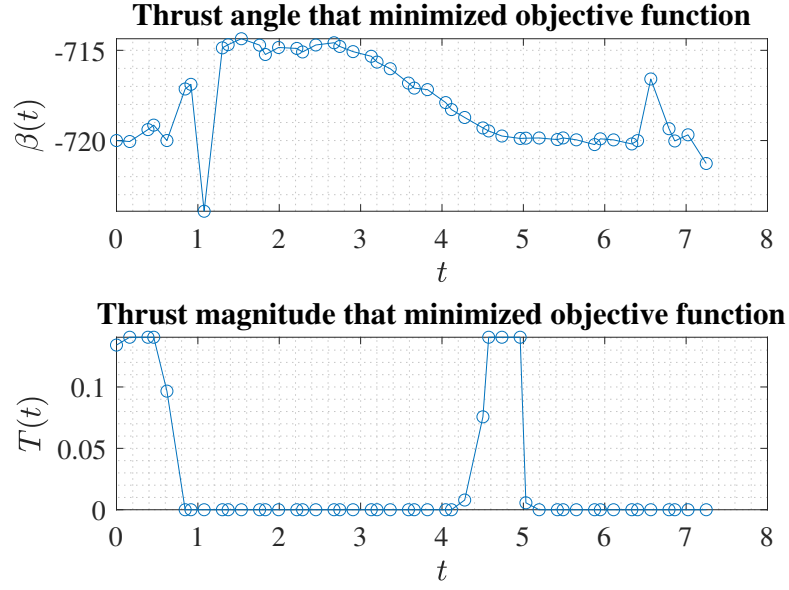 Thrust angle that minimized objective function
β(t)
-715
-720
0 1 2 3 4 5 6 7 8
t
Thrust magnitude that minimized objective function
T(t)
0.1
0.05
0
0 1 2 3 4 5 6 7 8
t